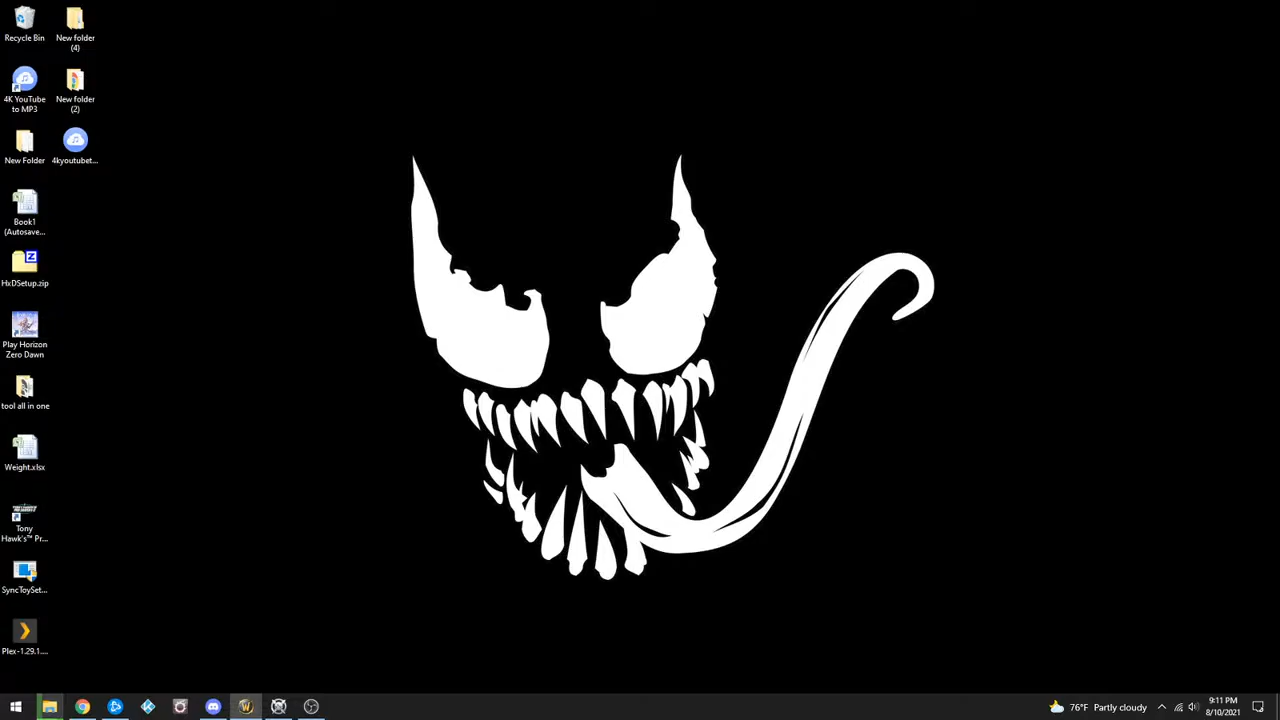 Recycle Bin
New folder
(4)
4K YouTube
to MP3
New folder
(2)
New Folder
4kyoutubet...
Book1
(Autosave...
HxDSetup.zip
Play Horizon
Zero Dawn
tool all in one
Weight.xlsx
Tony
Hawk's™ Pr...
SyncToySet...
Plex-1.29.1....
76°F Partly cloudy
9:11 PM
8/10/2021